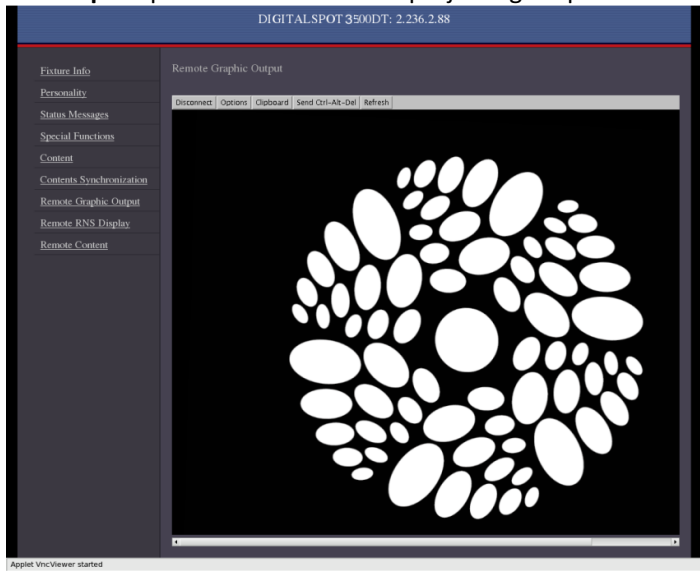 DIGITALSPOT 3500DT: 2.236.2.88
Fixture Info
Personality
Status Messages
Special Functions
Content
Contents Synchronization
Remote Graphic Output
Remote RNS Display
Remote Content
Remote Graphic Output
Disconnect Options Clipboard Send Ctrl-Alt-Del Refresh
Applet VncViewer started